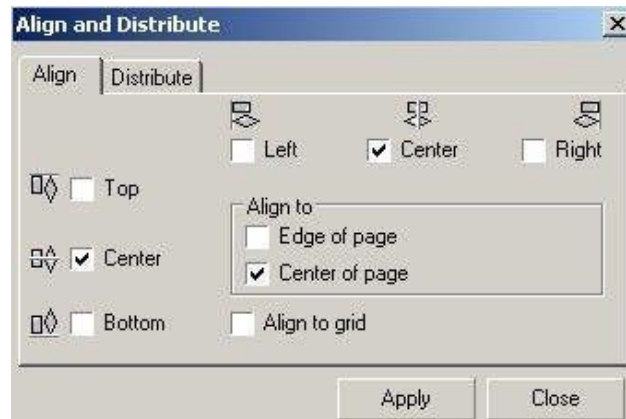 Align and Distribute
Align Distribute
Left Center Right
Top
Align to
Edge of page
Center
Center of page
Bottom Align to grid
Apply Close